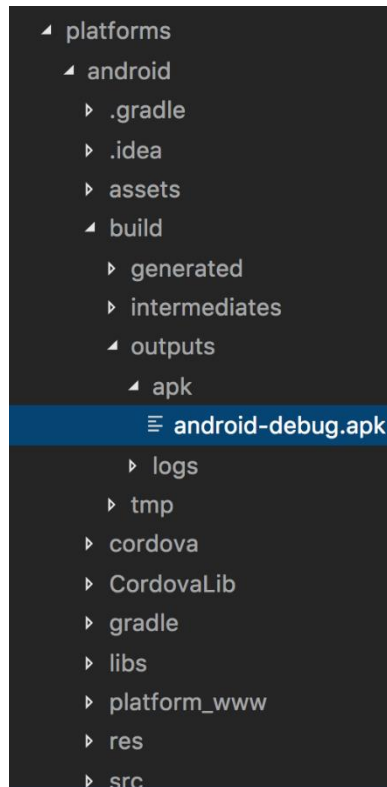 platforms
android
.gradle
.idea
assets
build
generated
intermediates
outputs
apk
android-debug.apk
logs
tmp
cordova
CordovaLib
gradle
libs
platform_www
res
src